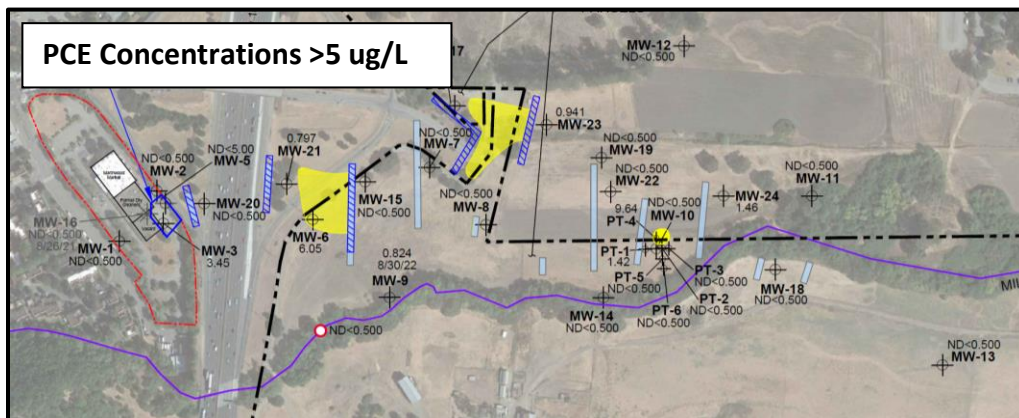 PCE Concentrations >5 ug/L
17
MW-12
ND<0.500
0.941
MW-23
ND<0.500
MW-7
ND<0.500
MW-19
ND<5.00
MW-5
ND<0.500
MW-2
0.797
MW-21
MW-20
ND<0.500
MW-15
ND<0.500
ND<0.500
MW-8
ND<0.500
MW-22
9.64
MW-10
PT-4
MW-24
1.46
ND<0.500
MW-11
MW-16
ND<0.500
8/26/21
MW-1
ND<0.500
MW-3
3.45
MW-6
6.05
0.824
8/30/22
MW-9
PT-1
1.42
PT-5
ND<0.500
PT-3
ND<0.500
PT-2
ND<0.500
PT-6
ND<0.500
MW-18
ND<0.500
MW-14
ND<0.500
ND<0.500
MIL
ND<0.500
MW-13